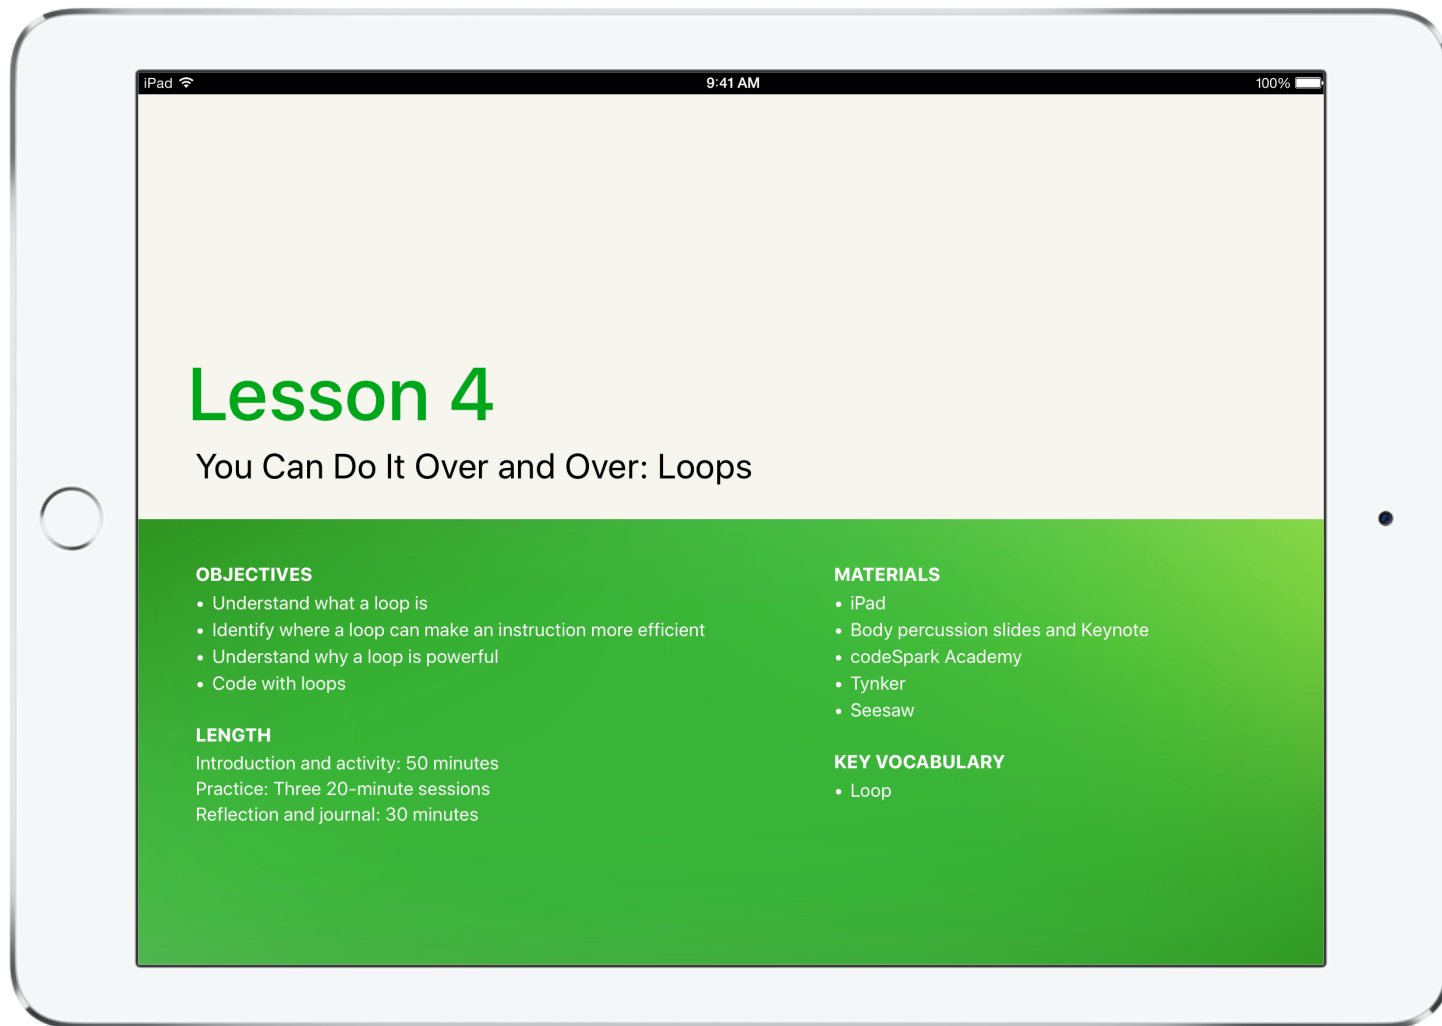 iPad 9:41 AM 100%
Lesson 4
You Can Do It Over and Over: Loops
OBJECTIVES
• Understand what a loop is
• Identify where a loop can make an instruction more efficient
• Understand why a loop is powerful
• Code with loops
LENGTH
Introduction and activity: 50 minutes
Practice: Three 20-minute sessions
Reflection and journal: 30 minutes
MATERIALS
• iPad
• Body percussion slides and Keynote
• codeSpark Academy
• Tynker
• Seesaw
KEY VOCABULARY
• Loop